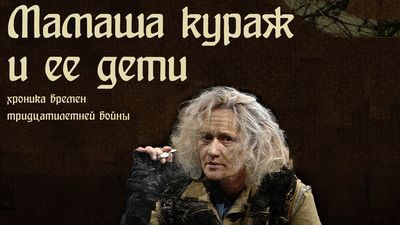 Мамаша кураж
и ее дети
хроника времен
тридцатилетней войны